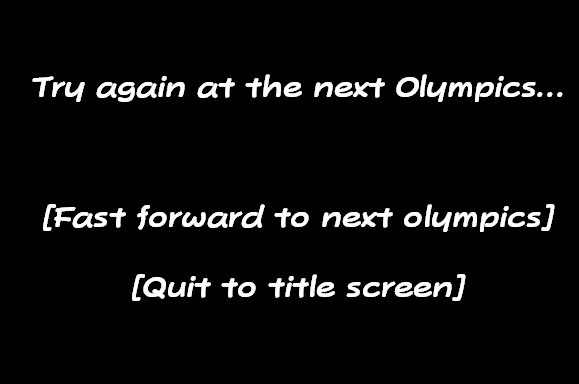 Try again at the next Olympics...
[Fast forward to next olympics]
[Quit to title screen]